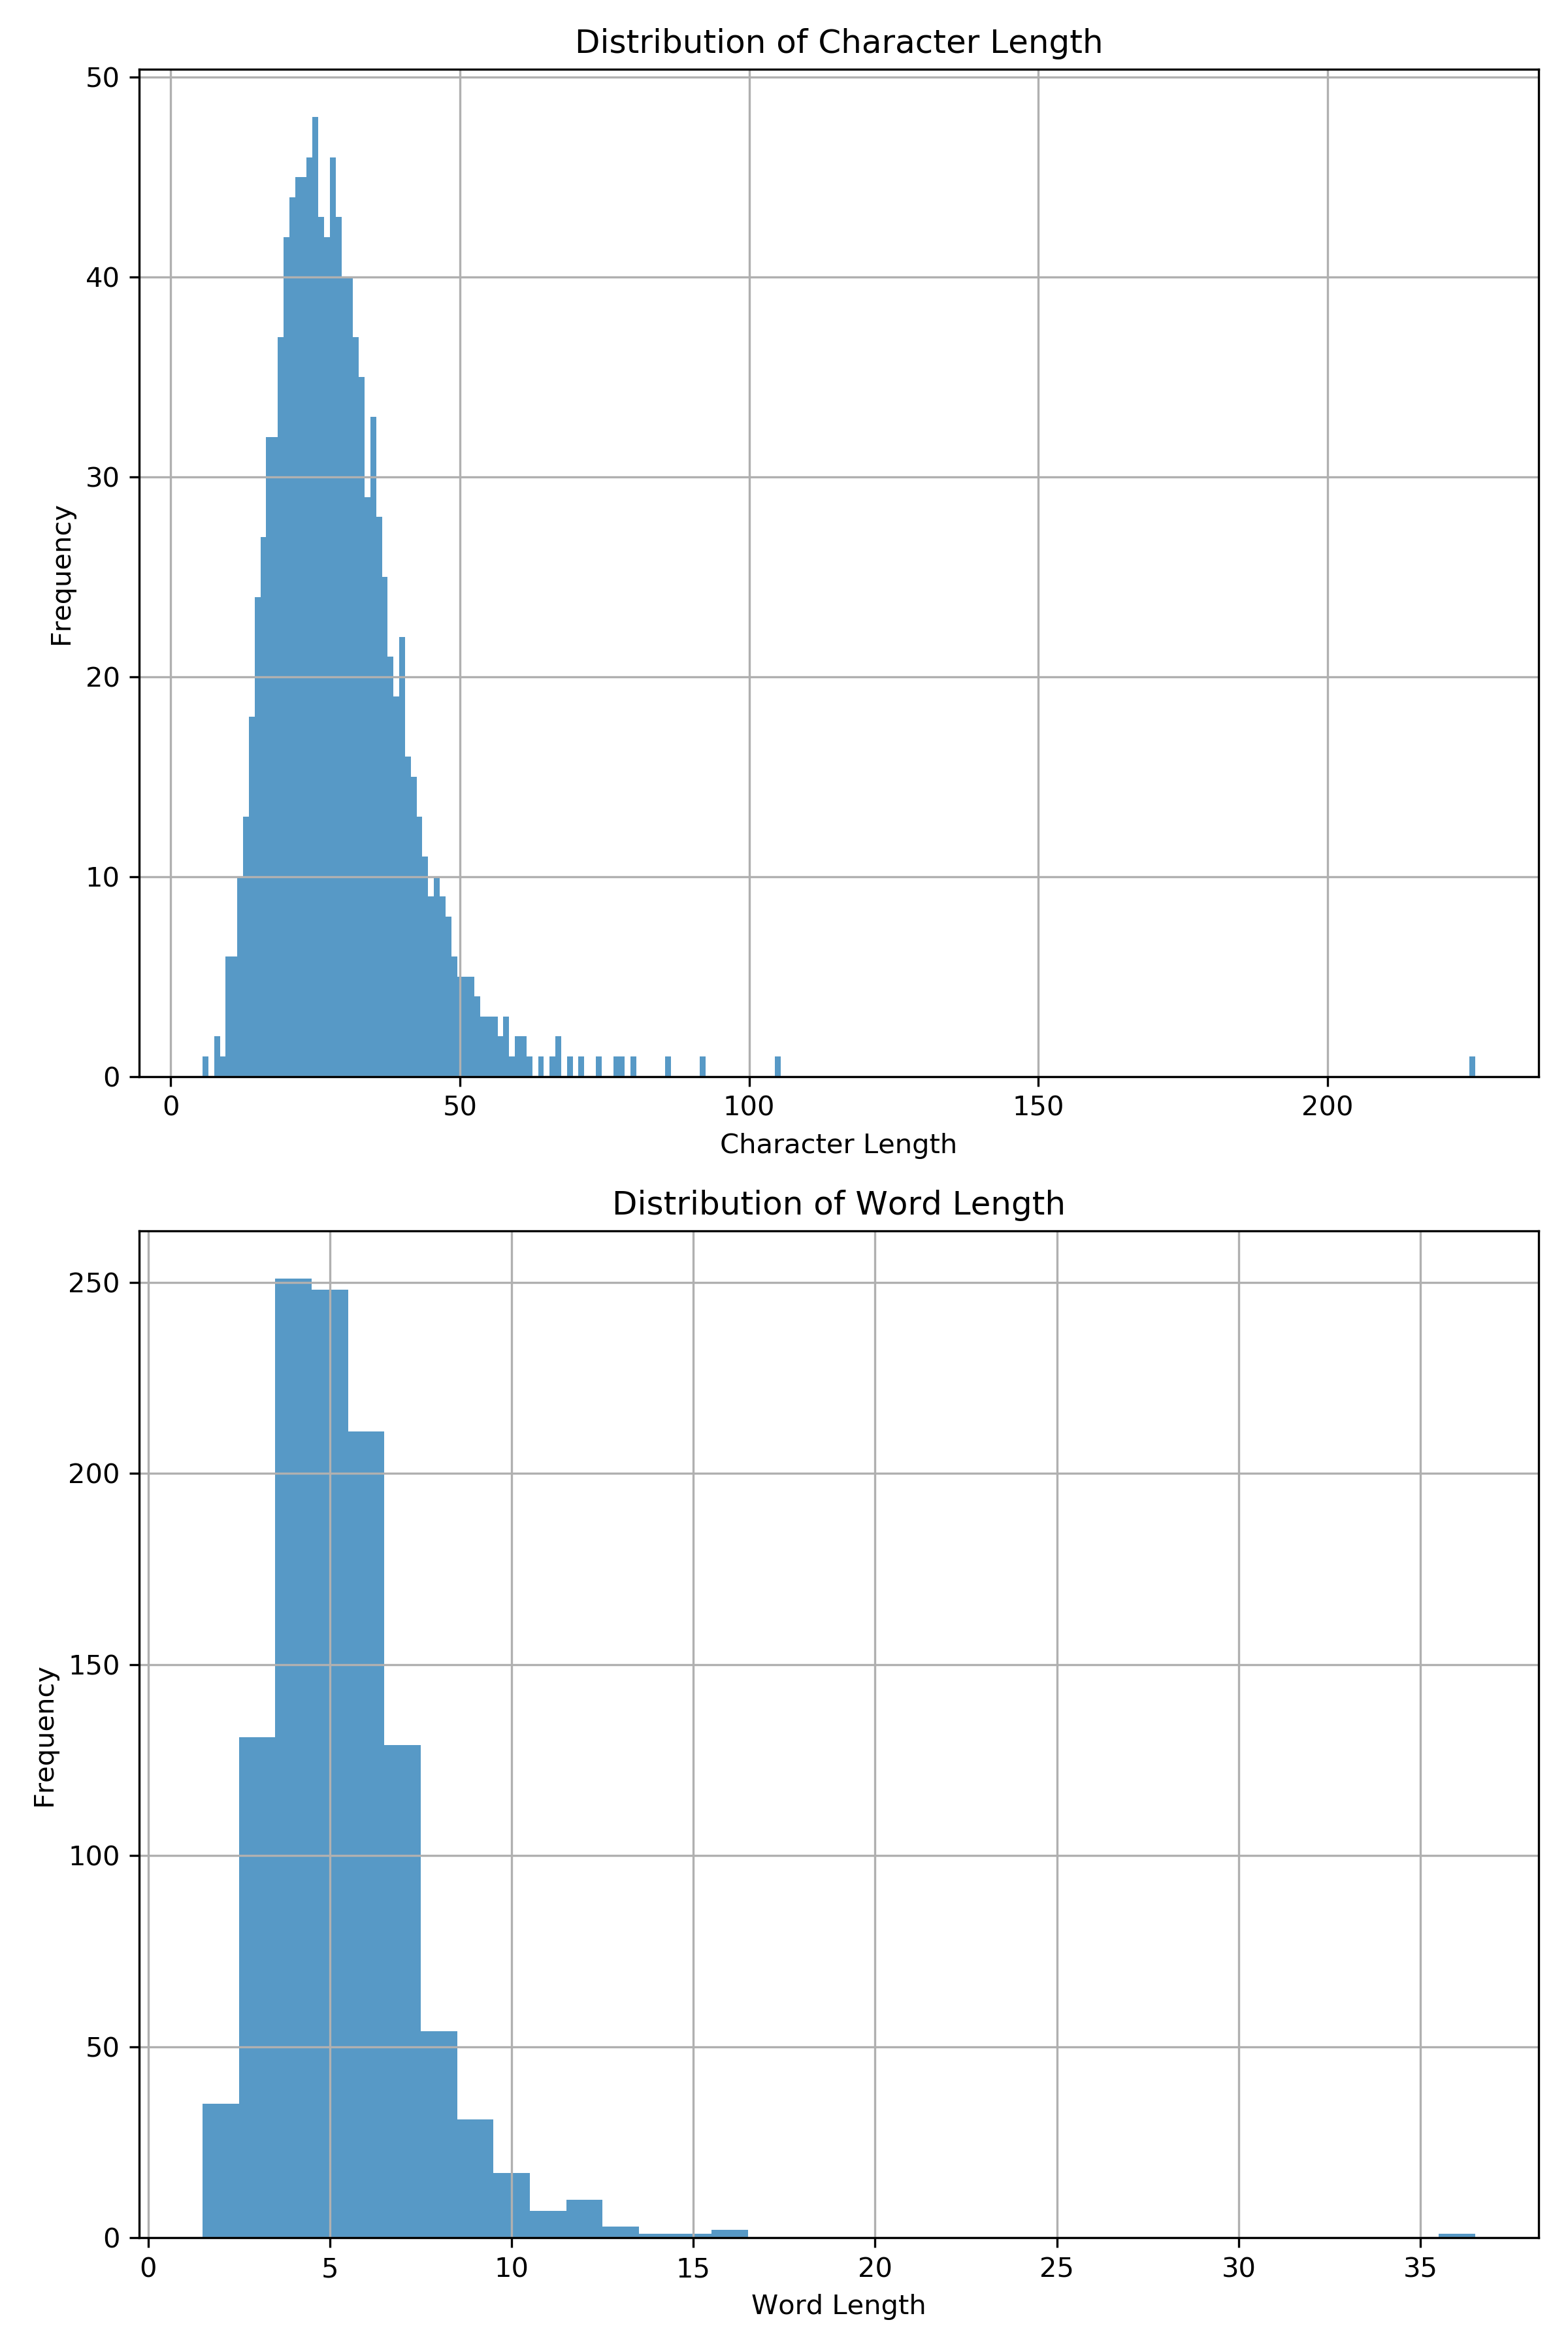 Distribution of Character Length
50
40
30
20
10
0
Frequency
0 50 100 150 200
Character Length
Distribution of Word Length
250
200
150
100
50
0
Frequency
0 5 10 15 20 25 30 35
Word Length